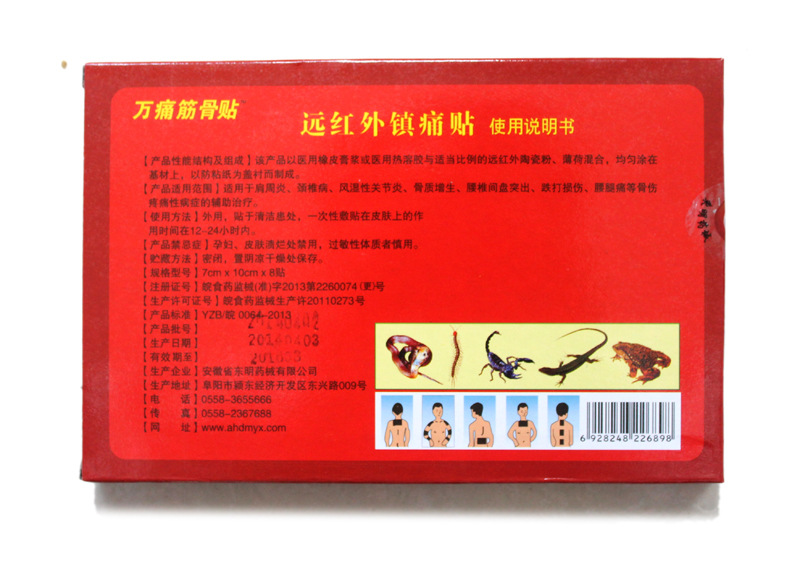 万痛筋骨贴
远红外镇痛贴 使用说明书
【产品性能结构及组成】该产品以医用橡皮膏浆或医用热溶胶与适当比例的远红外陶瓷粉、薄荷混合，均匀涂在
基材上，以防粘纸为盖衬而制成。
【产品适用范围】适用于肩周炎、颈椎病、风湿性关节炎、骨质增生、腰椎间盘突出、跌打损伤、腰腿痛等骨伤
疼痛性病症的辅助治疗。
【使用方法】外用，贴于清洁患处，一次性敷贴在皮肤上的作
用时间在12-24小时内。
【产品禁忌症】孕妇、皮肤溃烂处禁用，过敏性体质者慎用。
【贮藏方法】密闭，置阴凉干燥处保存。
【规格型号】7cm x 10cm x 8贴
【注册证号】皖食药监械(准)字2013第2260074(更)号
【生产许可证号】皖食药监械生产许20110273号
【产品标准】YZB/皖 0064-2013
【产品批号】20140402
【生产日期】20140403
【有效期至】201603
【生产企业】安徽省东明药械有限公司
【生产地址】阜阳市颍东经济开发区东兴路009号
【电 话】0558-3655666
【传 真】0558-2367688
【网 址】www.ahdmyx.com
6 928248 226898